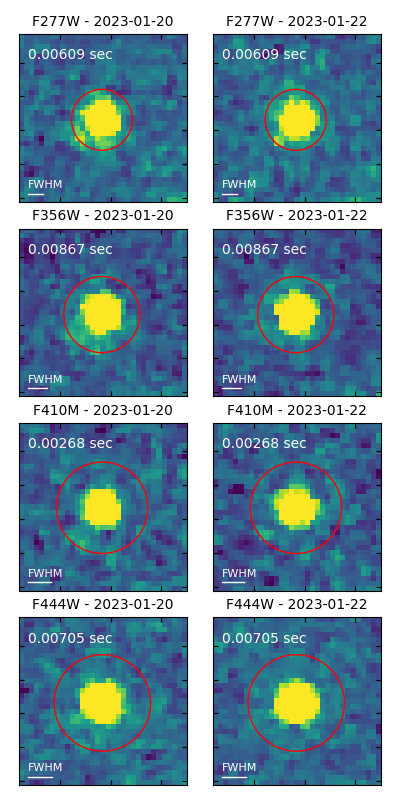 F277W - 2023-01-20
F277W - 2023-01-22
0.00609 sec
0.00609 sec
FWHM
FWHM
F356W - 2023-01-20
F356W - 2023-01-22
0.00867 sec
0.00867 sec
FWHM
FWHM
F410M - 2023-01-20
F410M - 2023-01-22
0.00268 sec
0.00268 sec
FWHM
FWHM
F444W - 2023-01-20
F444W - 2023-01-22
0.00705 sec
0.00705 sec
FWHM
FWHM